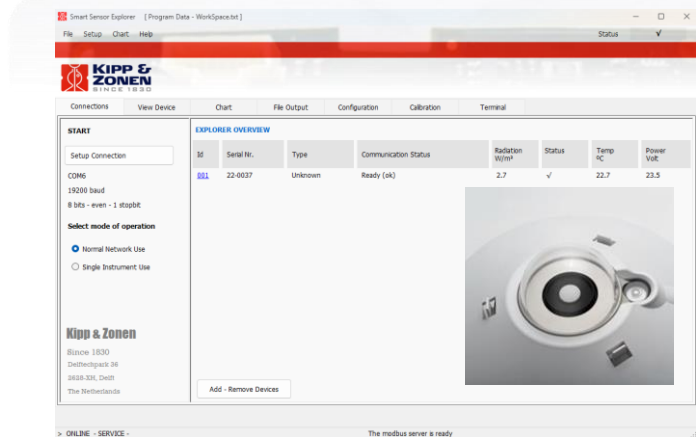 Smart Sensor Explorer [ Program Data - WorkSpace.txt ]
File Setup Chart Help Status √
KIPP &
ZONEN
SINCE 1830
Connections View Device Chart File Output Configuration Calibration Terminal
START
Setup Connection
COM6
19200 baud
8 bits - even - 1 stopbit
Select mode of operation
Normal Network Use
Single Instrument Use
Kipp & Zonen
Since 1830
Delftechpark 36
2628-XH, Delft
The Netherlands
EXPLORER OVERVIEW
Id Serial Nr. Type Communication Status Radiation W/m² Status Temp ºC Power Volt
001 22-0037 Unknown Ready (ok) 2.7 √ 22.7 23.5
Add - Remove Devices
> ONLINE - SERVICE - The modbus server is ready